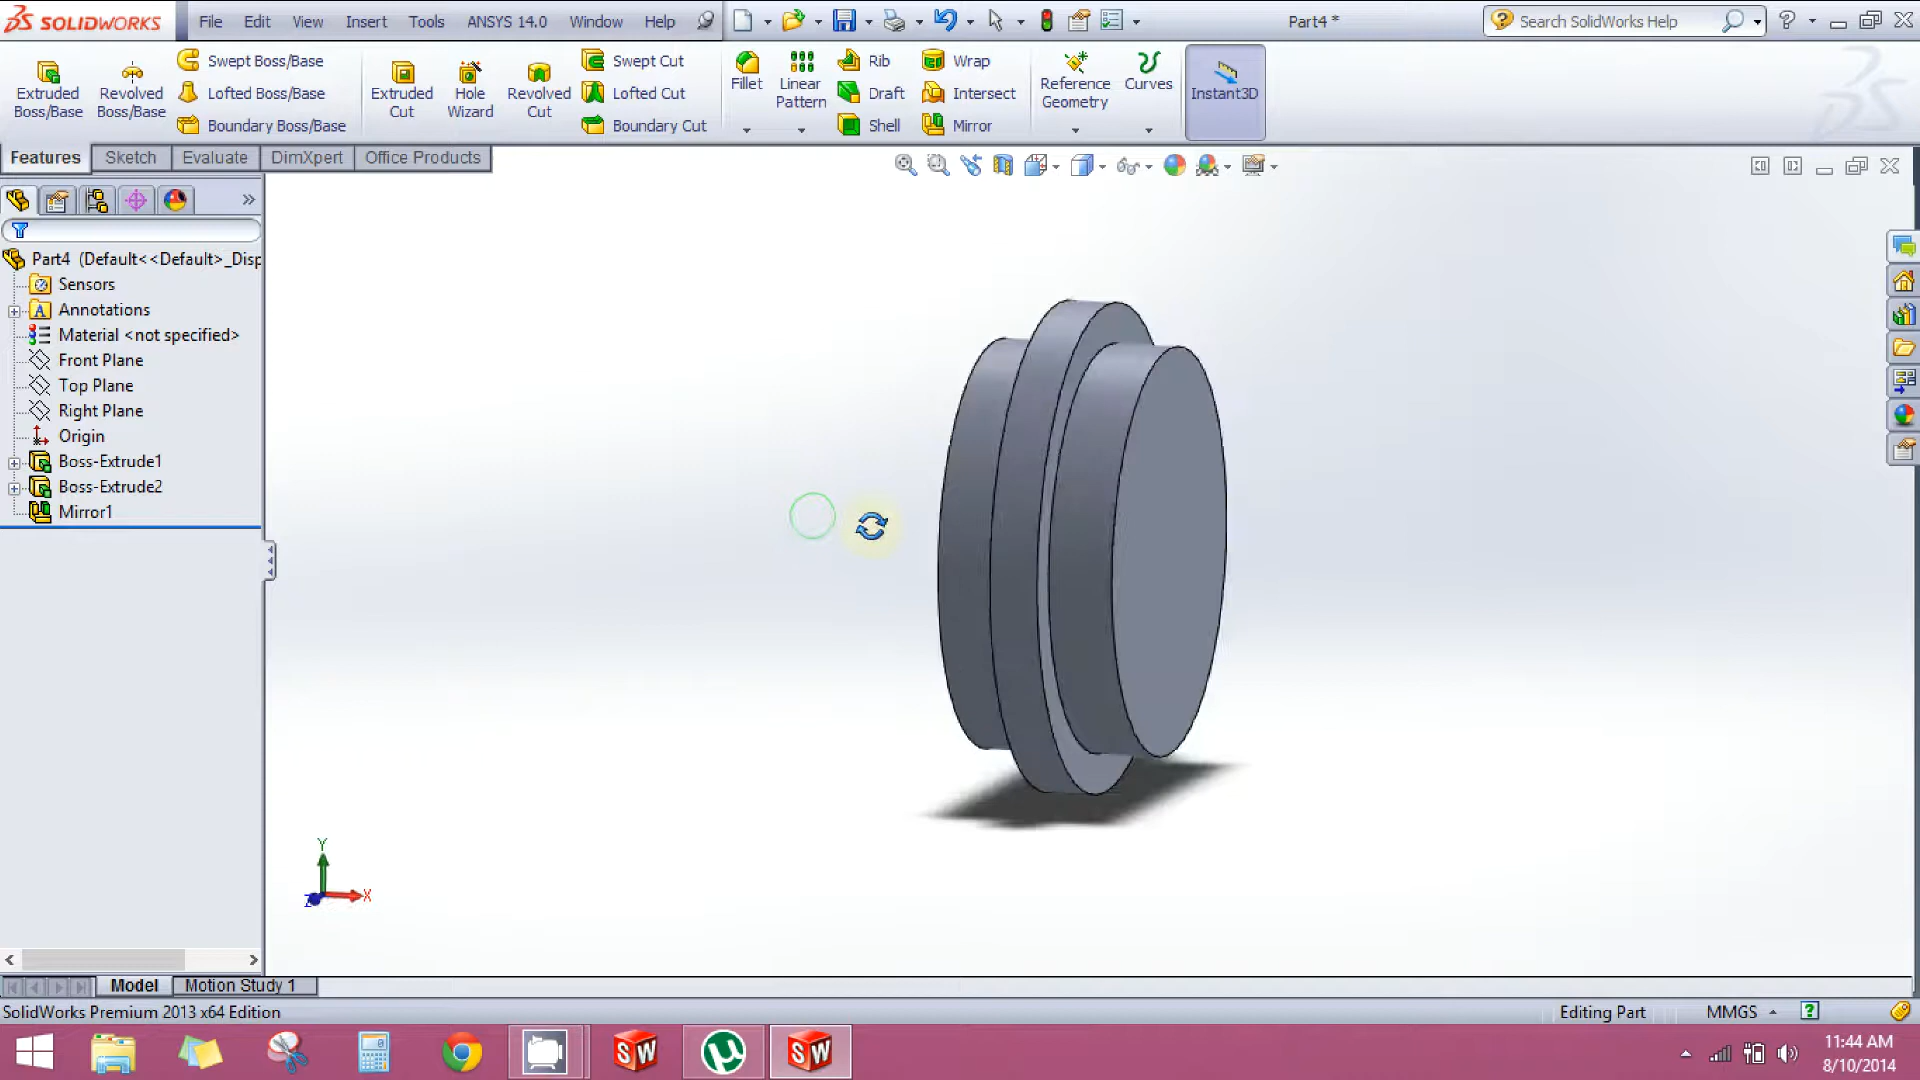 SOLIDWORKS File Edit View Insert Tools ANSYS 14.0 Window Help Part4 * Search SolidWorks Help
Extruded Boss/Base
Revolved Boss/Base
Swept Boss/Base
Lofted Boss/Base
Boundary Boss/Base
Extruded Cut
Hole Wizard
Revolved Cut
Swept Cut
Lofted Cut
Boundary Cut
Fillet
Linear Pattern
Rib
Draft
Shell
Wrap
Intersect
Mirror
Reference Geometry
Curves
Instant3D
Features Sketch Evaluate DimXpert Office Products
Part4 (Default<<Default>_Disp
Sensors
Annotations
Material <not specified>
Front Plane
Top Plane
Right Plane
Origin
Boss-Extrude1
Boss-Extrude2
Mirror1
Y
X
Z
Model Motion Study 1
SolidWorks Premium 2013 x64 Edition Editing Part MMGS
11:44 AM
8/10/2014